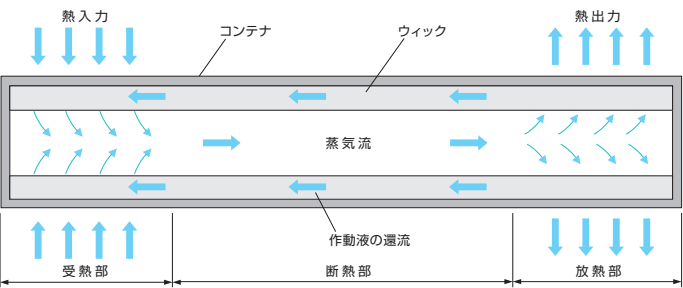 熱入力
コンテナ
ウィック
熱出力
蒸気流
作動液の還流
受熱部
断熱部
放熱部